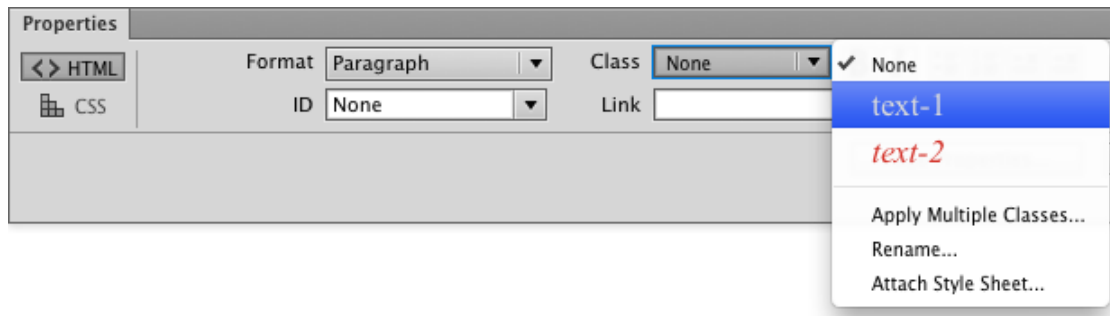 Properties
<> HTML
Format Paragraph
Class None
CSS
ID None
Link
None
text-1
text-2
Apply Multiple Classes...
Rename...
Attach Style Sheet...